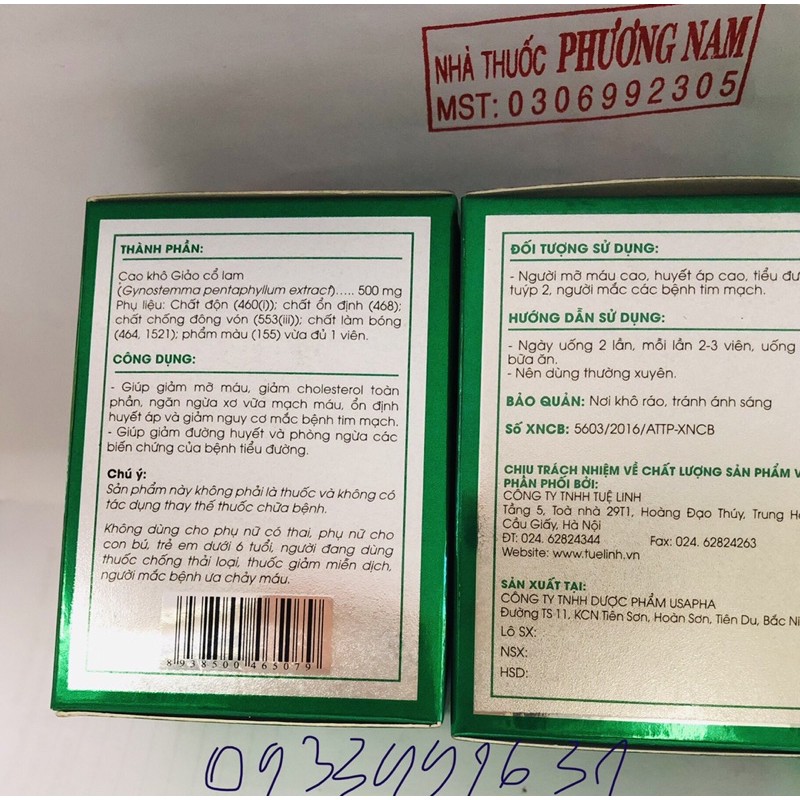 NHÀ THUỐC PHƯƠNG NAM
MST: 0306992305
THÀNH PHẦN:
Cao khô Giảo cổ lam
(Gynostemma pentaphyllum extract)..... 500 mg
Phụ liệu: Chất độn (460(i)); chất ổn định (468);
chất chống đông vón (553(iii)); chất làm bóng
(464, 1521); phẩm màu (155) vừa đủ 1 viên.
CÔNG DỤNG:
- Giúp giảm mỡ máu, giảm cholesterol toàn
phần, ngăn ngừa xơ vữa mạch máu, ổn định
huyết áp và giảm nguy cơ mắc bệnh tim mạch.
- Giúp giảm đường huyết và phòng ngừa các
biến chứng của bệnh tiểu đường.
Chú ý:
Sản phẩm này không phải là thuốc và không có
tác dụng thay thế thuốc chữa bệnh.
Không dùng cho phụ nữ có thai, phụ nữ cho
con bú, trẻ em dưới 6 tuổi, người đang dùng
thuốc chống thải loại, thuốc giảm miễn dịch,
người mắc bệnh ưa chảy máu.
8 938500 465079
ĐỐI TƯỢNG SỬ DỤNG:
- Người mỡ máu cao, huyết áp cao, tiểu đư
tuýp 2, người mắc các bệnh tim mạch.
HƯỚNG DẪN SỬ DỤNG:
- Ngày uống 2 lần, mỗi lần 2-3 viên, uống
bữa ăn.
- Nên dùng thường xuyên.
BẢO QUẢN: Nơi khô ráo, tránh ánh sáng
Số XNCB: 5603/2016/ATTP-XNCB
CHỊU TRÁCH NHIỆM VỀ CHẤT LƯỢNG SẢN PHẨM V
PHÂN PHỐI BỞI:
CÔNG TY TNHH TUỆ LINH
Tầng 5, Toà nhà 29T1, Hoàng Đạo Thúy, Trung H
Cầu Giấy, Hà Nội
ĐT: 024. 62824344 Fax: 024. 62824263
Website: www.tuelinh.vn
SẢN XUẤT TẠI:
CÔNG TY TNHH DƯỢC PHẨM USAPHA
Đường TS 11, KCN Tiên Sơn, Hoàn Sơn, Tiên Du, Bắc Ni
Lô SX:
NSX:
HSD: